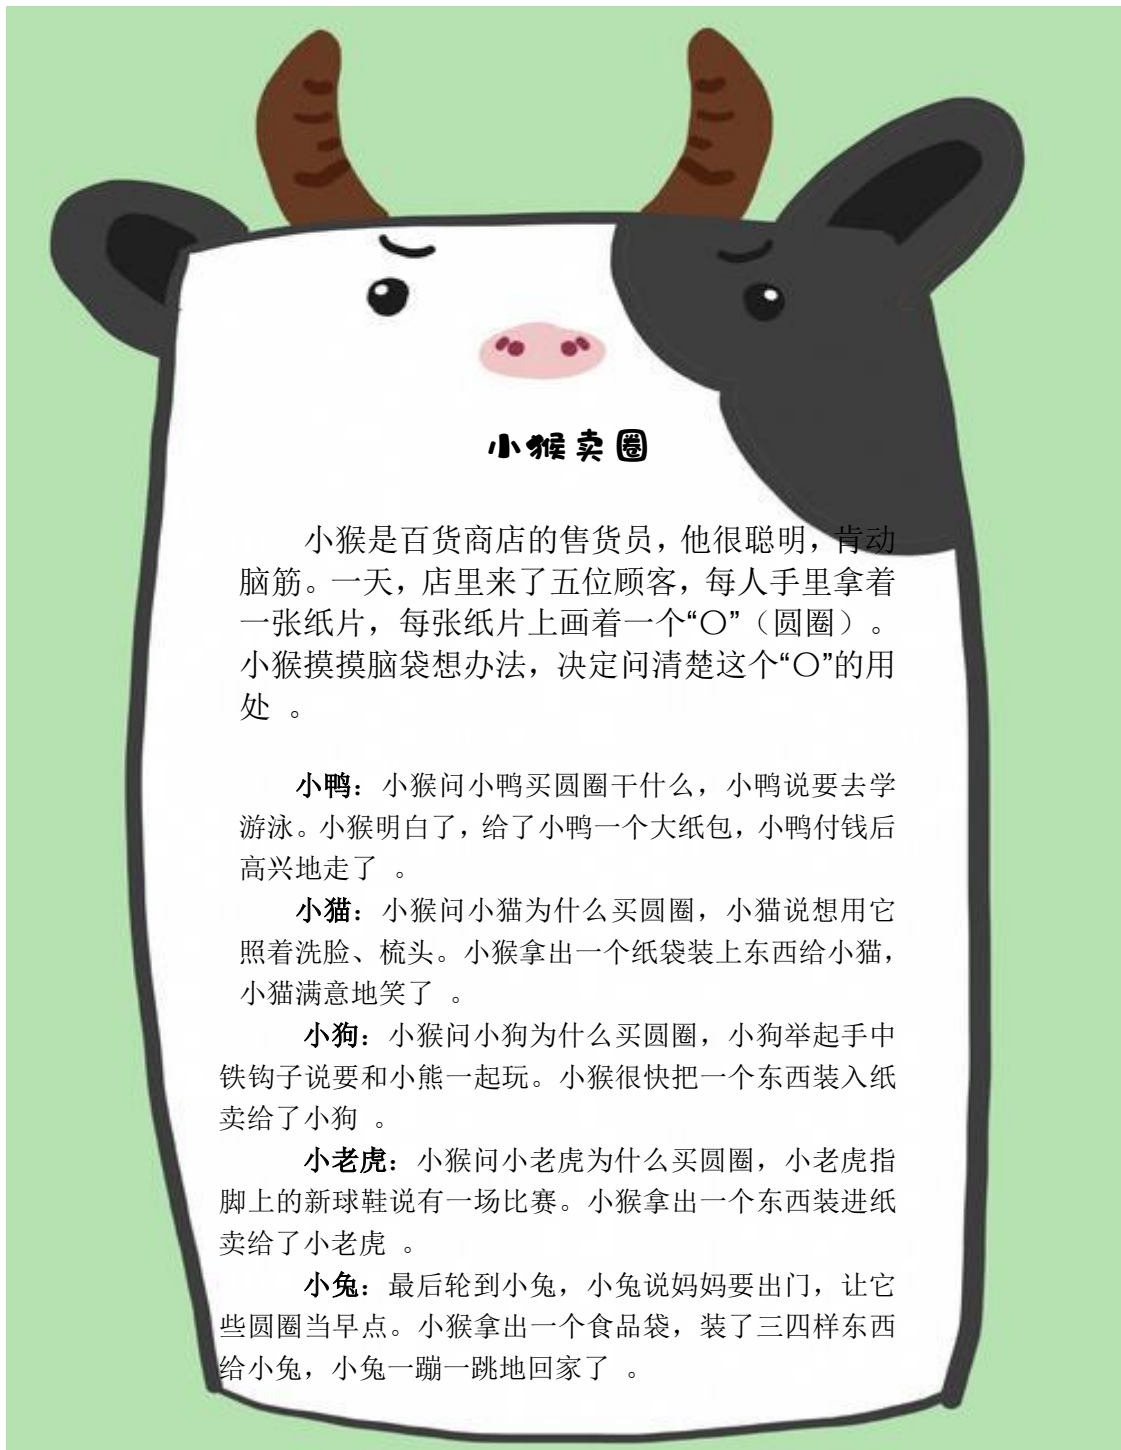 小猴卖圈
小猴是百货商店的售货员，他很聪明，肯动
脑筋。一天，店里来了五位顾客，每人手里拿着
一张纸片，每张纸片上画着一个“〇”（圆圈）。
小猴摸摸脑袋想办法，决定问清楚这个“〇”的用
处 。
小鸭：小猴问小鸭买圆圈干什么，小鸭说要去学
游泳。小猴明白了，给了小鸭一个大纸包，小鸭付钱后
高兴地走了 。
小猫：小猴问小猫为什么买圆圈，小猫说想用它
照着洗脸、梳头。小猴拿出一个纸袋装上东西给小猫，
小猫满意地笑了 。
小狗：小猴问小狗为什么买圆圈，小狗举起手中
铁钩子说要和小熊一起玩。小猴很快把一个东西装入纸
卖给了小狗 。
小老虎：小猴问小老虎为什么买圆圈，小老虎指
脚上的新球鞋说有一场比赛。小猴拿出一个东西装进纸
卖给了小老虎 。
小兔：最后轮到小兔，小兔说妈妈要出门，让它
些圆圈当早点。小猴拿出一个食品袋，装了三四样东西
给小兔，小兔一蹦一跳地回家了 。